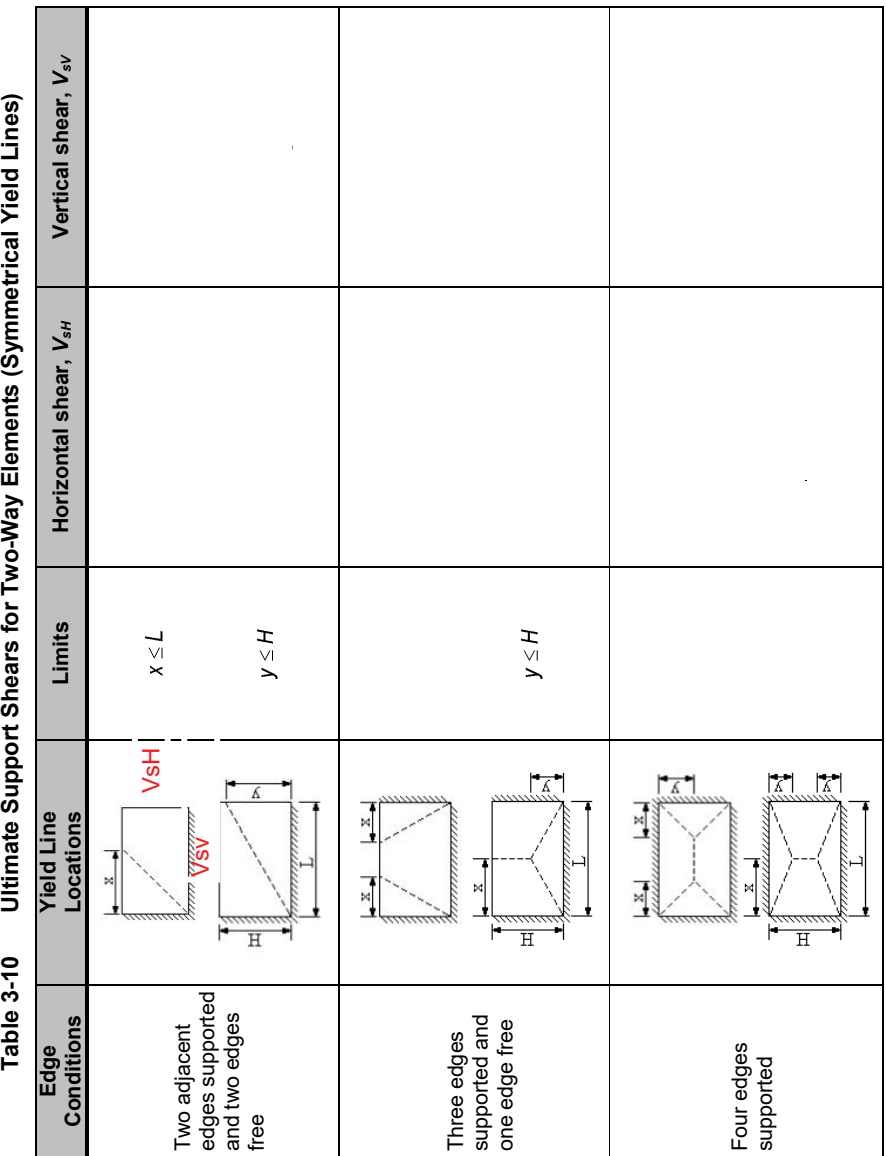 Table 3-10 Ultimate Support Shears for Two-Way Elements (Symmetrical Yield Lines)
Edge
Conditions
Yield Line
Locations
Limits
Horizontal shear, VsH
Vertical shear, VsV
Two adjacent
edges supported
and two edges
free
x
VsH
Vsv
x ≤ L
H
L
y
y ≤ H
Three edges
supported and
one edge free
x
x
x
H
L
y
y ≤ H
Four edges
supported
x
x
y
x
H
L
y
y